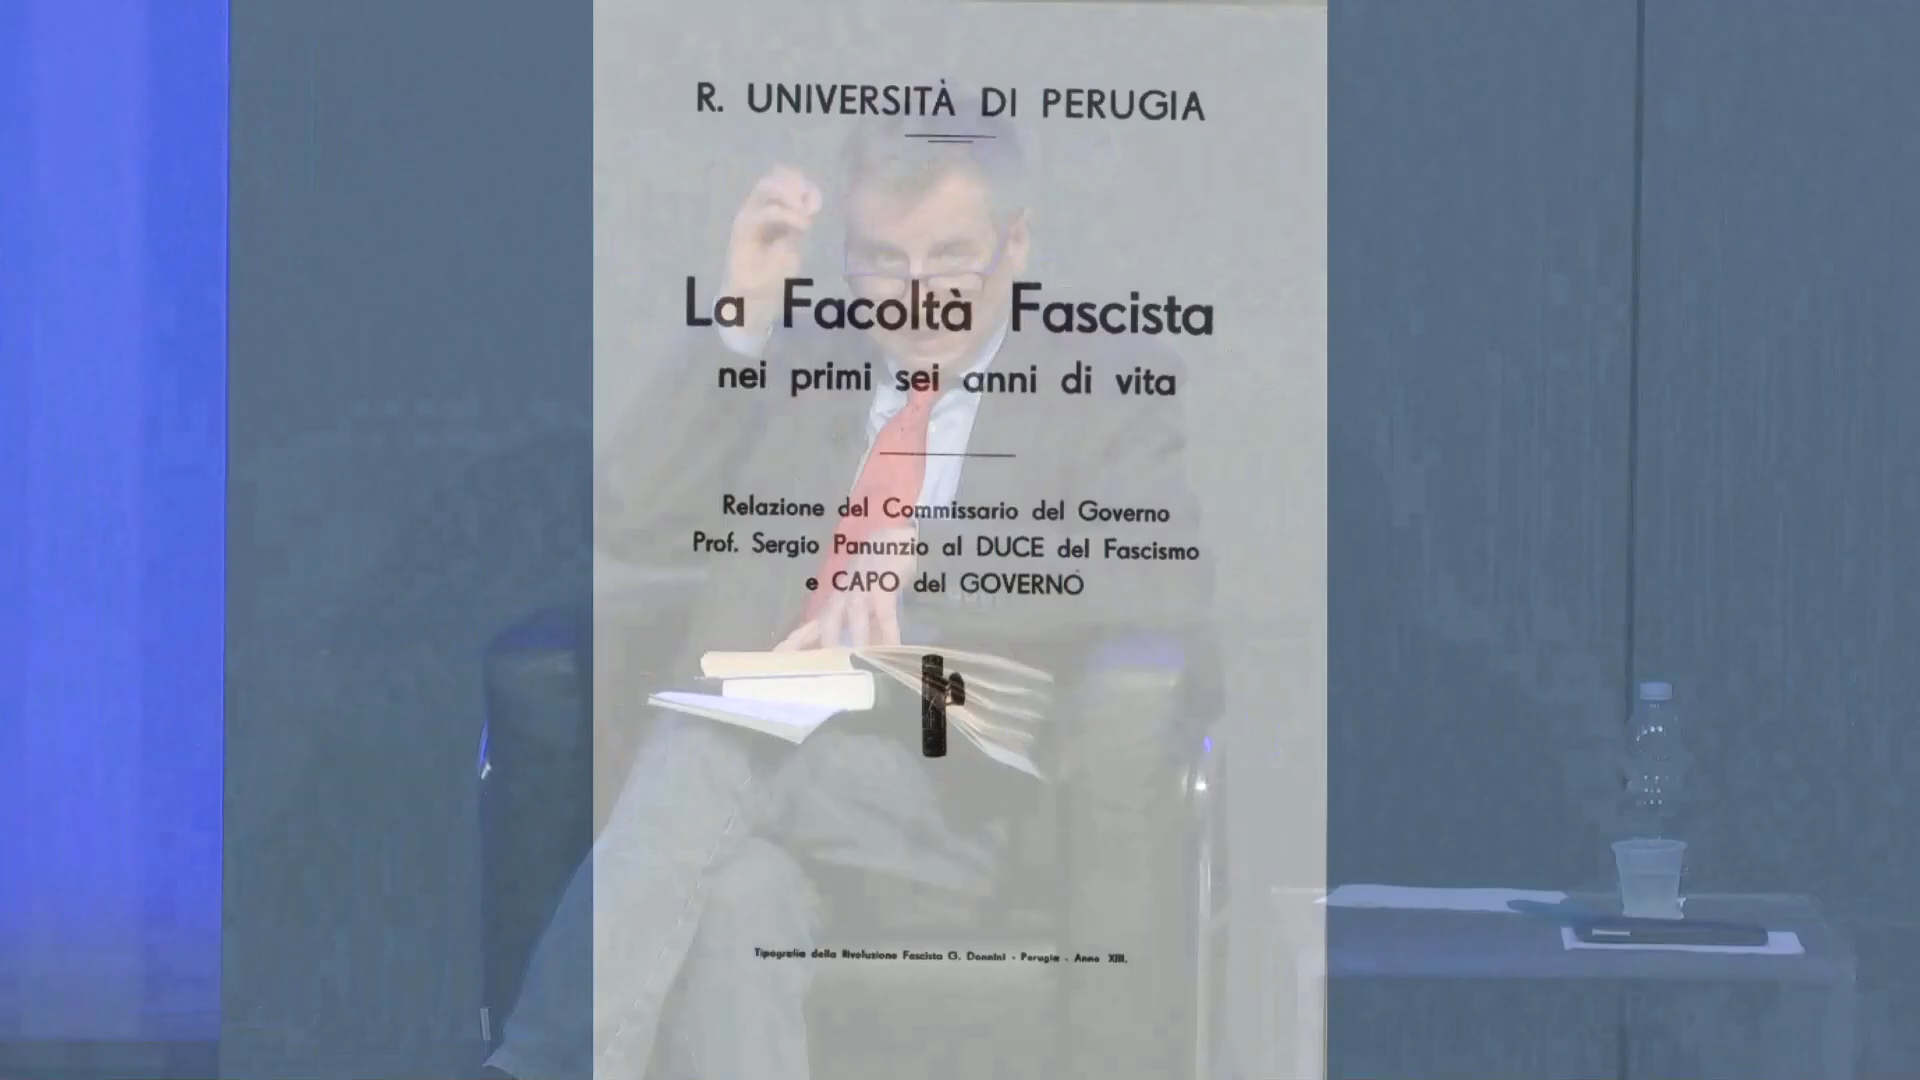 R. UNIVERSITÀ DI PERUGIA
La Facoltà Fascista
nei primi sei anni di vita
Relazione del Commissario del Governo
Prof. Sergio Panunzio al DUCE del Fascismo
e CAPO del GOVERNO
Tipografia della Rivoluzione Fascista G. Donnini - Perugia - Anno XIII.